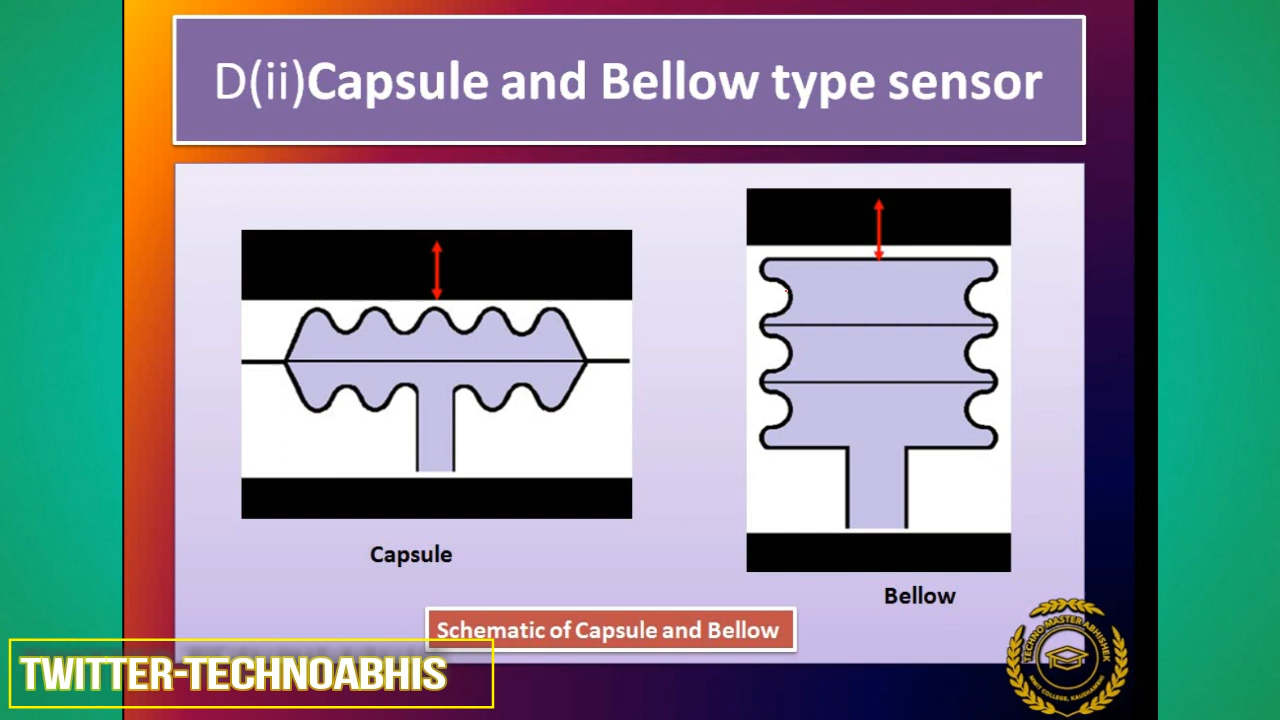 D(ii)Capsule and Bellow type sensor
Capsule
Bellow
Schematic of Capsule and Bellow
TWITTER-TECHNOABHIS
TECHNO MASTER ABHISHEK